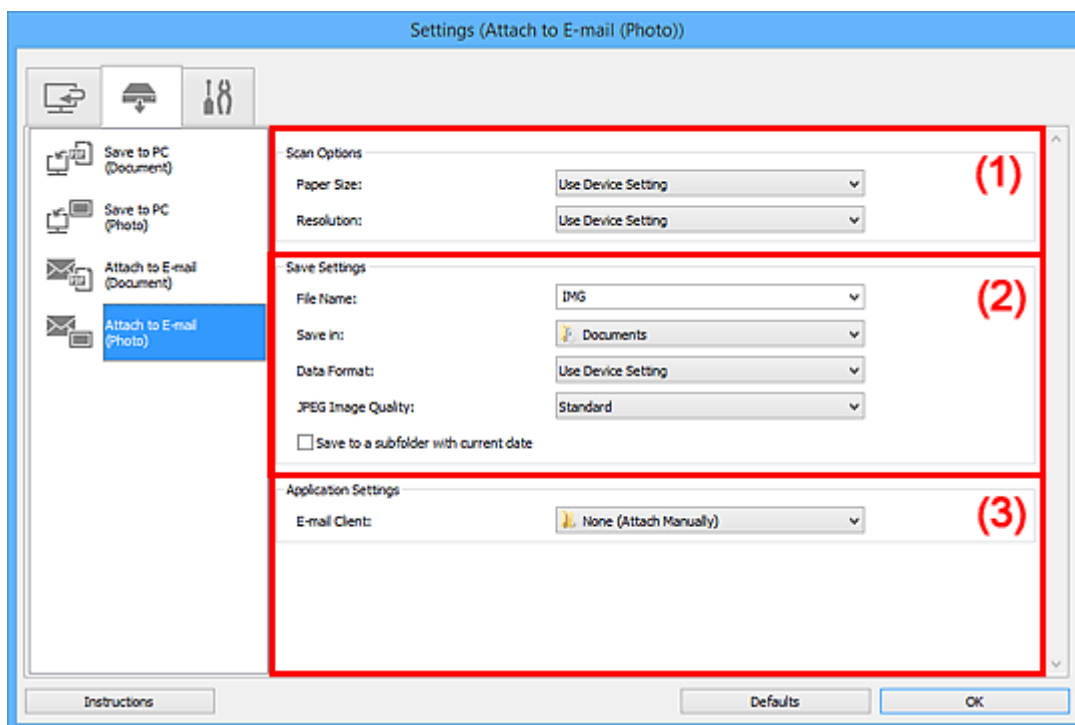 Settings (Attach to E-mail (Photo))
Save to PC
(Document)
Save to PC
(Photo)
Attach to E-mail
(Document)
Attach to E-mail
(Photo)
Scan Options
(1)
Paper Size: Use Device Setting
Resolution: Use Device Setting
Save Settings
(2)
File Name: IMG
Save in: Documents
Data Format: Use Device Setting
JPEG Image Quality: Standard
Save to a subfolder with current date
Application Settings
(3)
E-mail Client: None (Attach Manually)
Instructions Defaults OK